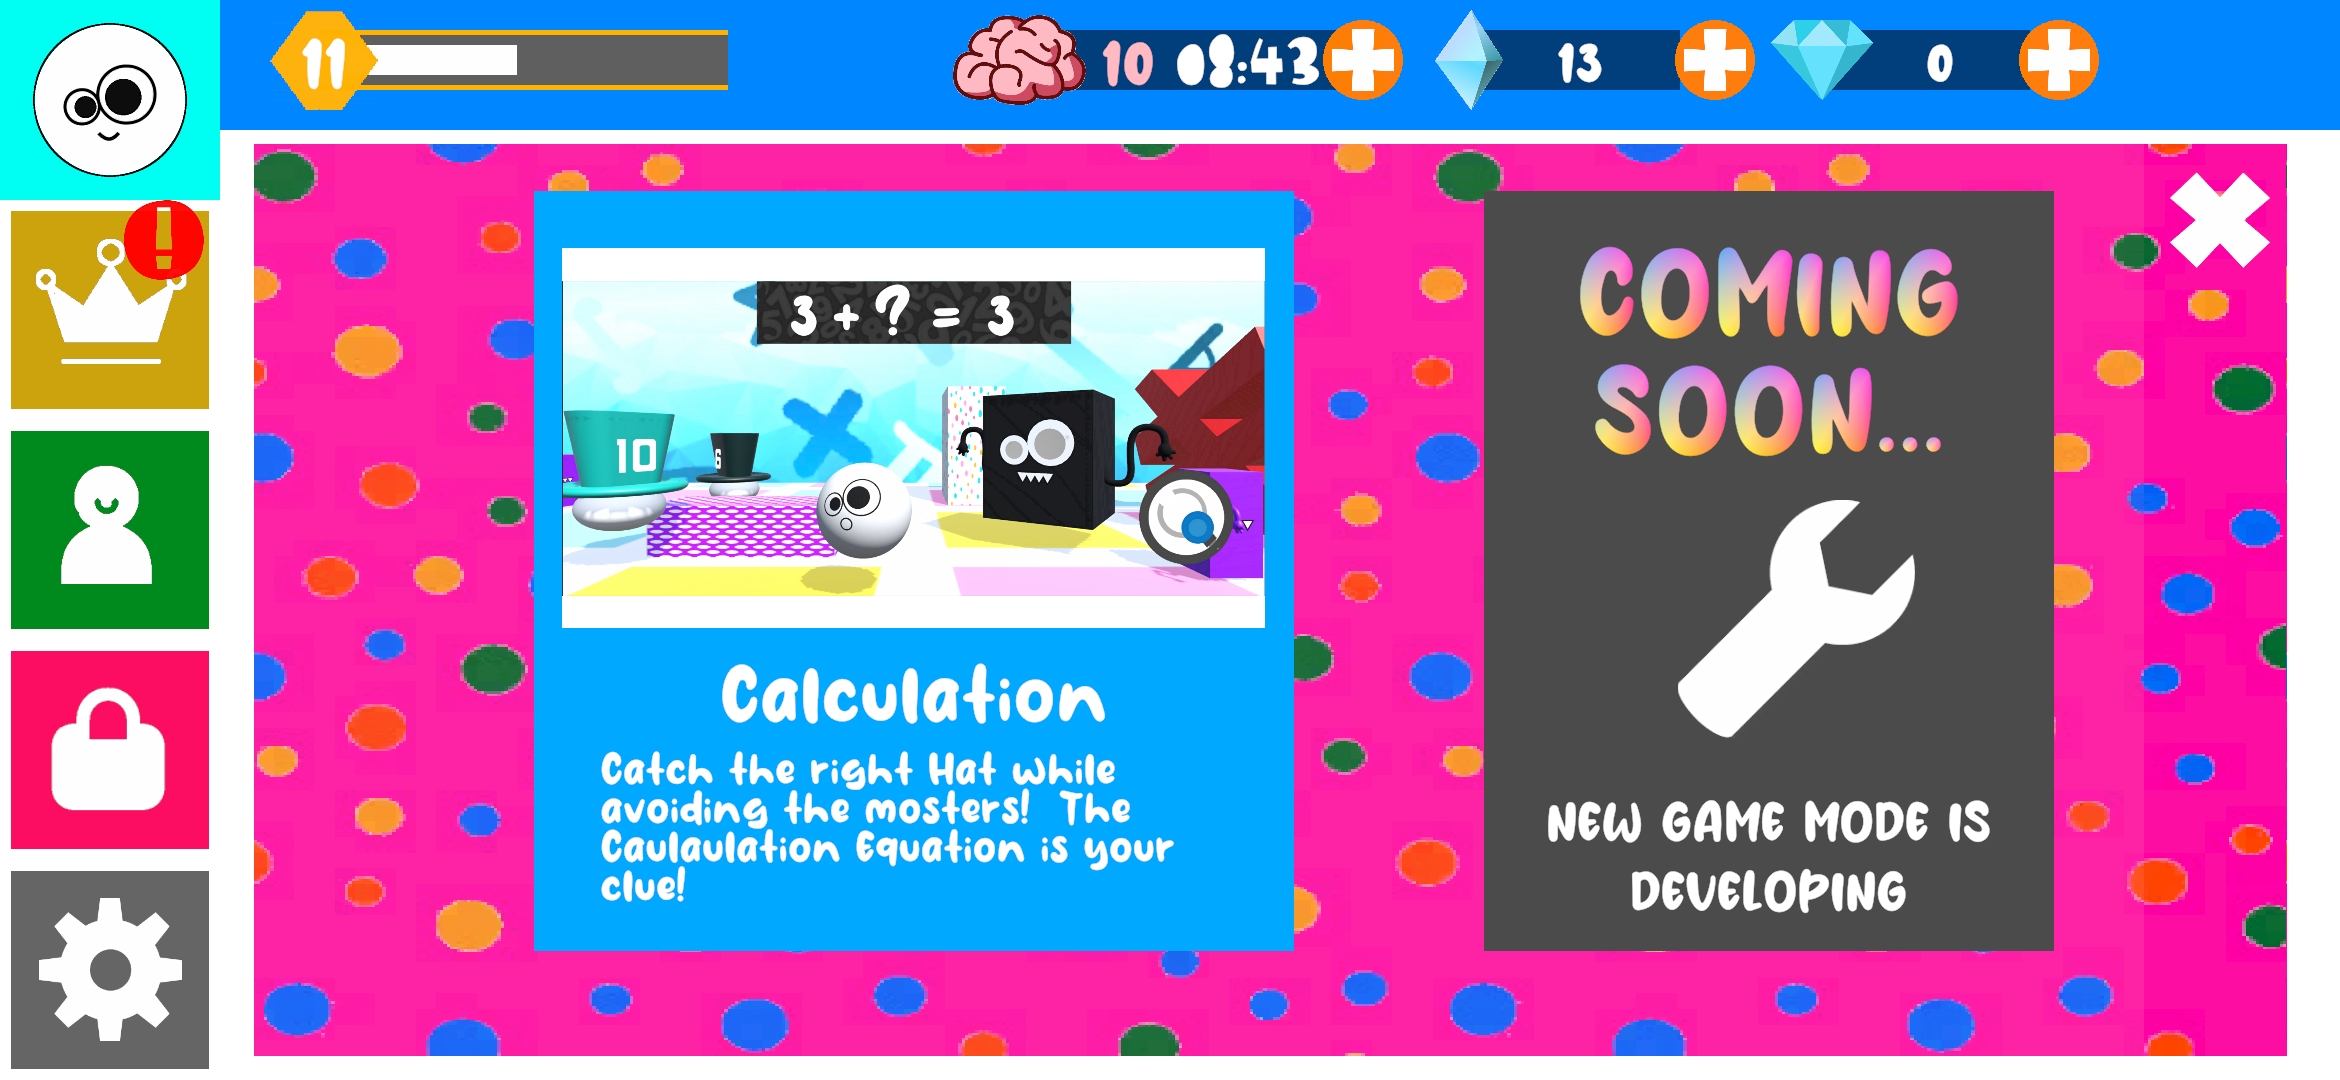 11
10 08:43
13
0
3 + ? = 3
10
6
Calculation
Catch the right Hat while
avoiding the mosters! The
Caulaulation Equation is your
clue!
COMING
SOON...
NEW GAME MODE IS
DEVELOPING